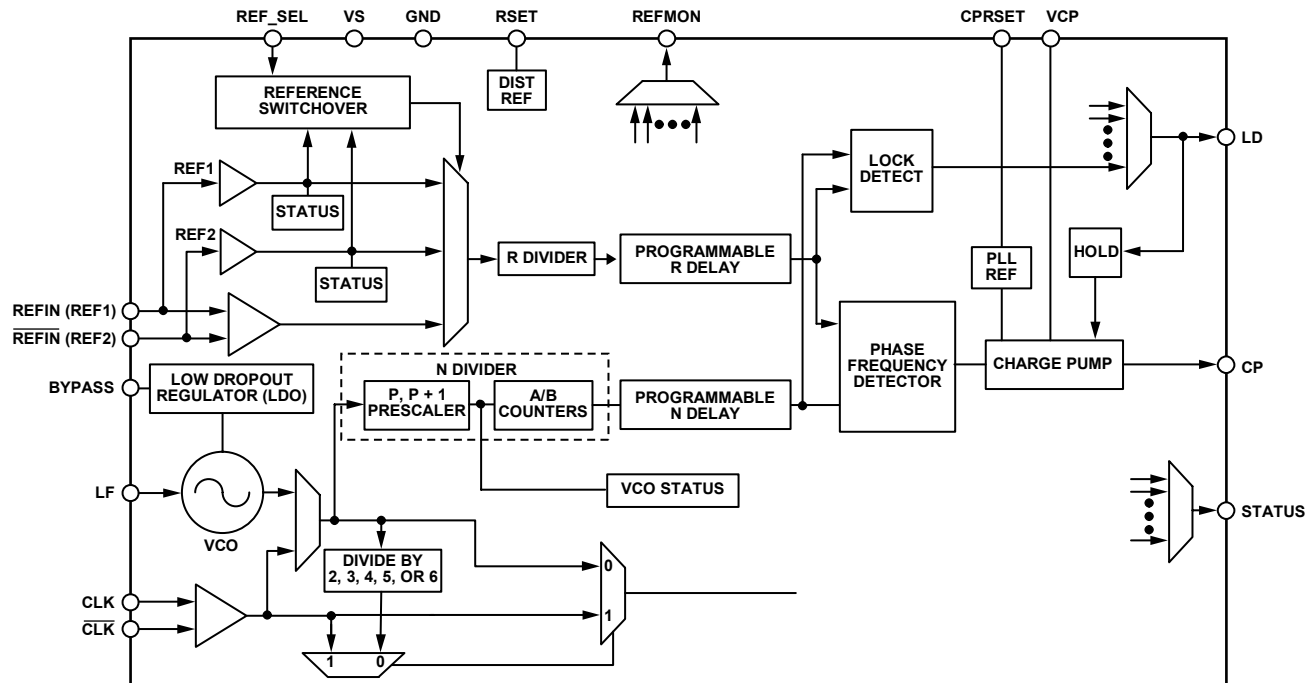 REF_SEL
VS
GND
RSET
REFMON
CPRSET
VCP
REFERENCE
SWITCHOVER
DIST
REF
LOCK
DETECT
LD
REF1
STATUS
REF2
STATUS
R DIVIDER
PROGRAMMABLE
R DELAY
PLL
REF
HOLD
REFIN (REF1)
REFIN (REF2)
PHASE
FREQUENCY
DETECTOR
CHARGE PUMP
CP
BYPASS
LOW DROPOUT
REGULATOR (LDO)
N DIVIDER
P, P + 1
PRESCALER
A/B
COUNTERS
PROGRAMMABLE
N DELAY
LF
VCO
VCO STATUS
STATUS
DIVIDE BY
2, 3, 4, 5, OR 6
0
1
CLK
CLK
1
0